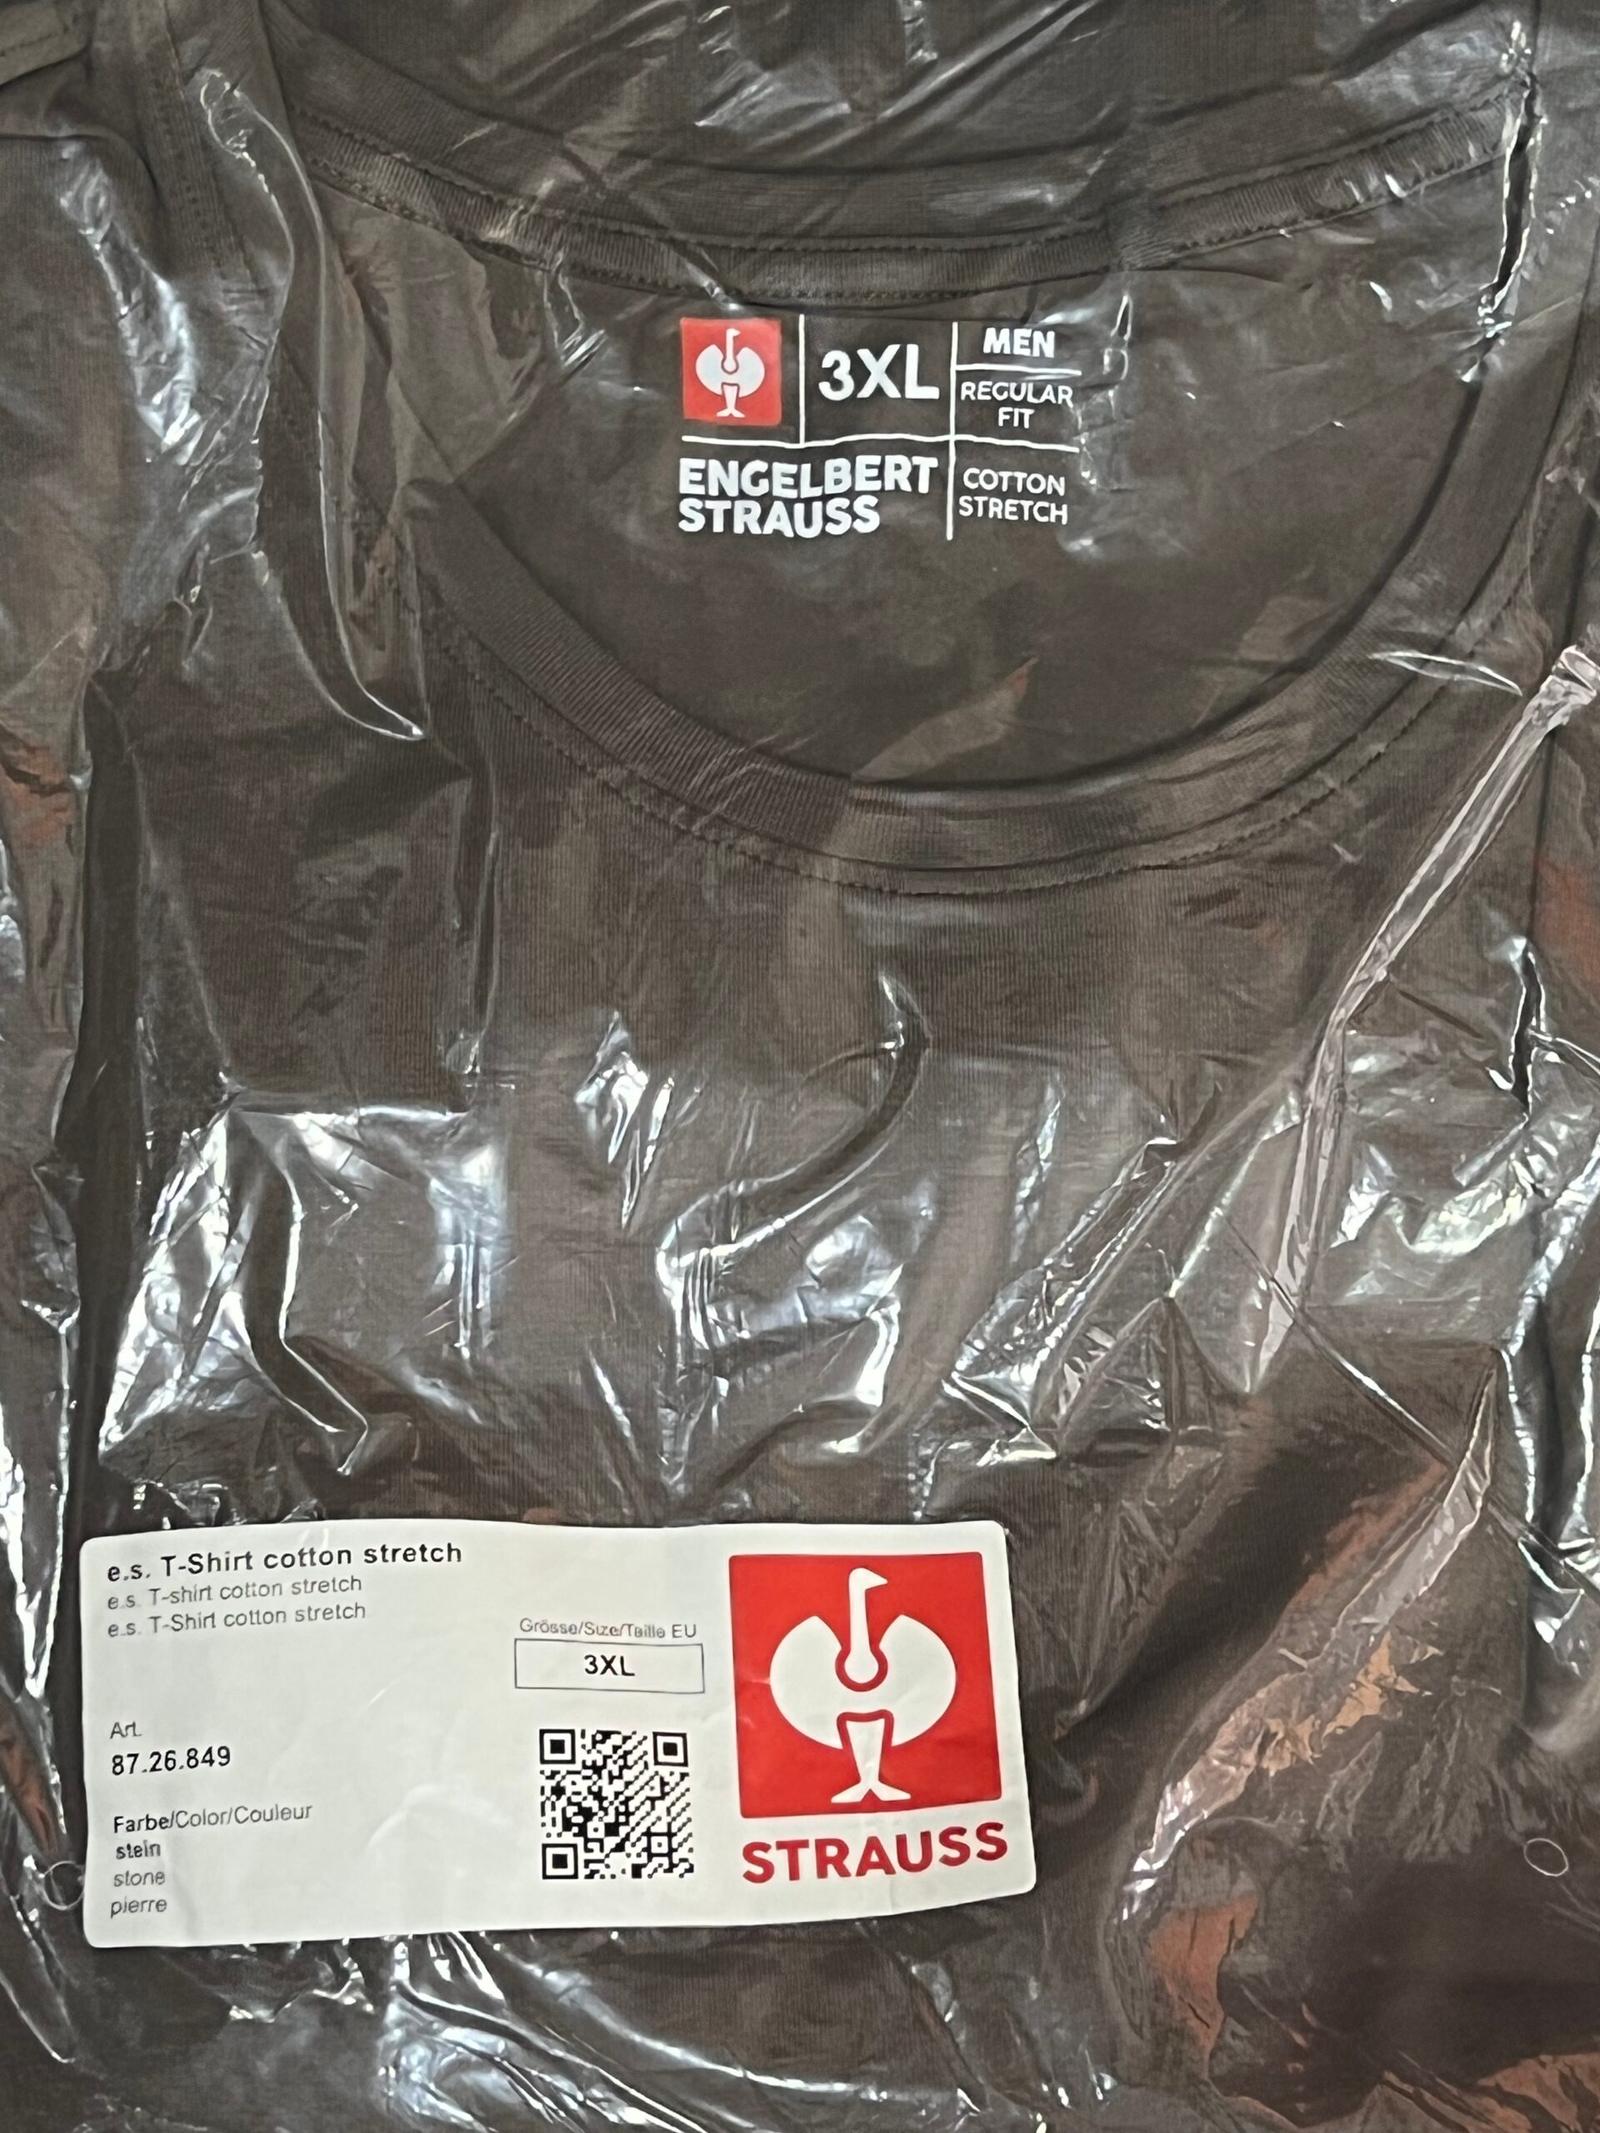 3XL
MEN
REGULAR
FIT
ENGELBERT
STRAUSS
COTTON
STRETCH
e.s. T-Shirt cotton stretch
e.s. T-shirt cotton stretch
e.s. T-Shirt cotton stretch
Grösse/Size/Taille EU
3XL
Art.
87.26.849
Farbe/Color/Couleur
stein
stone
pierre
STRAUSS